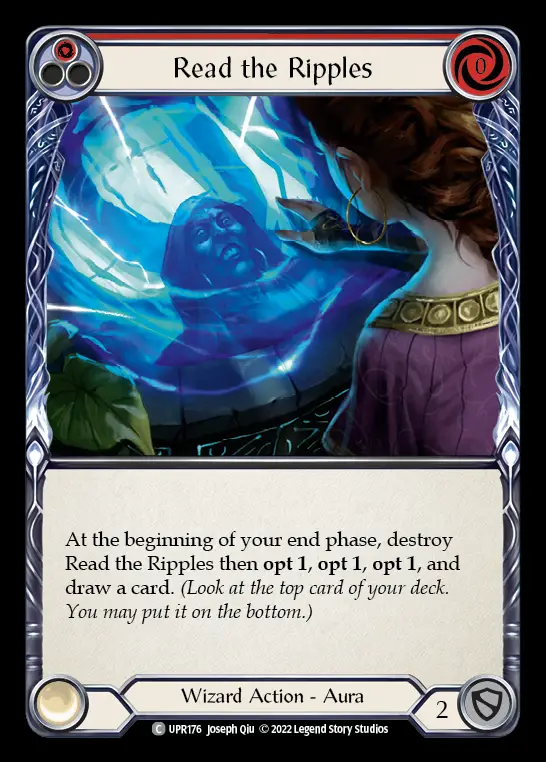 Read the Ripples
0
At the beginning of your end phase, destroy
Read the Ripples then opt 1, opt 1, opt 1, and
draw a card. (Look at the top card of your deck.
You may put it on the bottom.)
Wizard Action - Aura
2
C UPR176 Joseph Qiu © 2022 Legend Story Studios